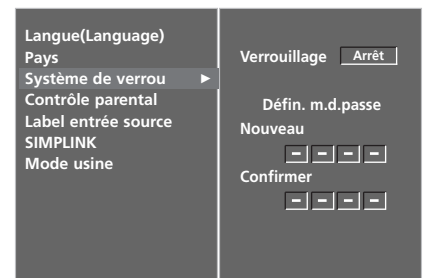 Langue(Language)
Pays
Système de verrou ►
Contrôle parental
Label entrée source
SIMPLINK
Mode usine
Verrouillage Arrêt
Défin. m.d.passe
Nouveau
– – – –
Confirmer
– – – –